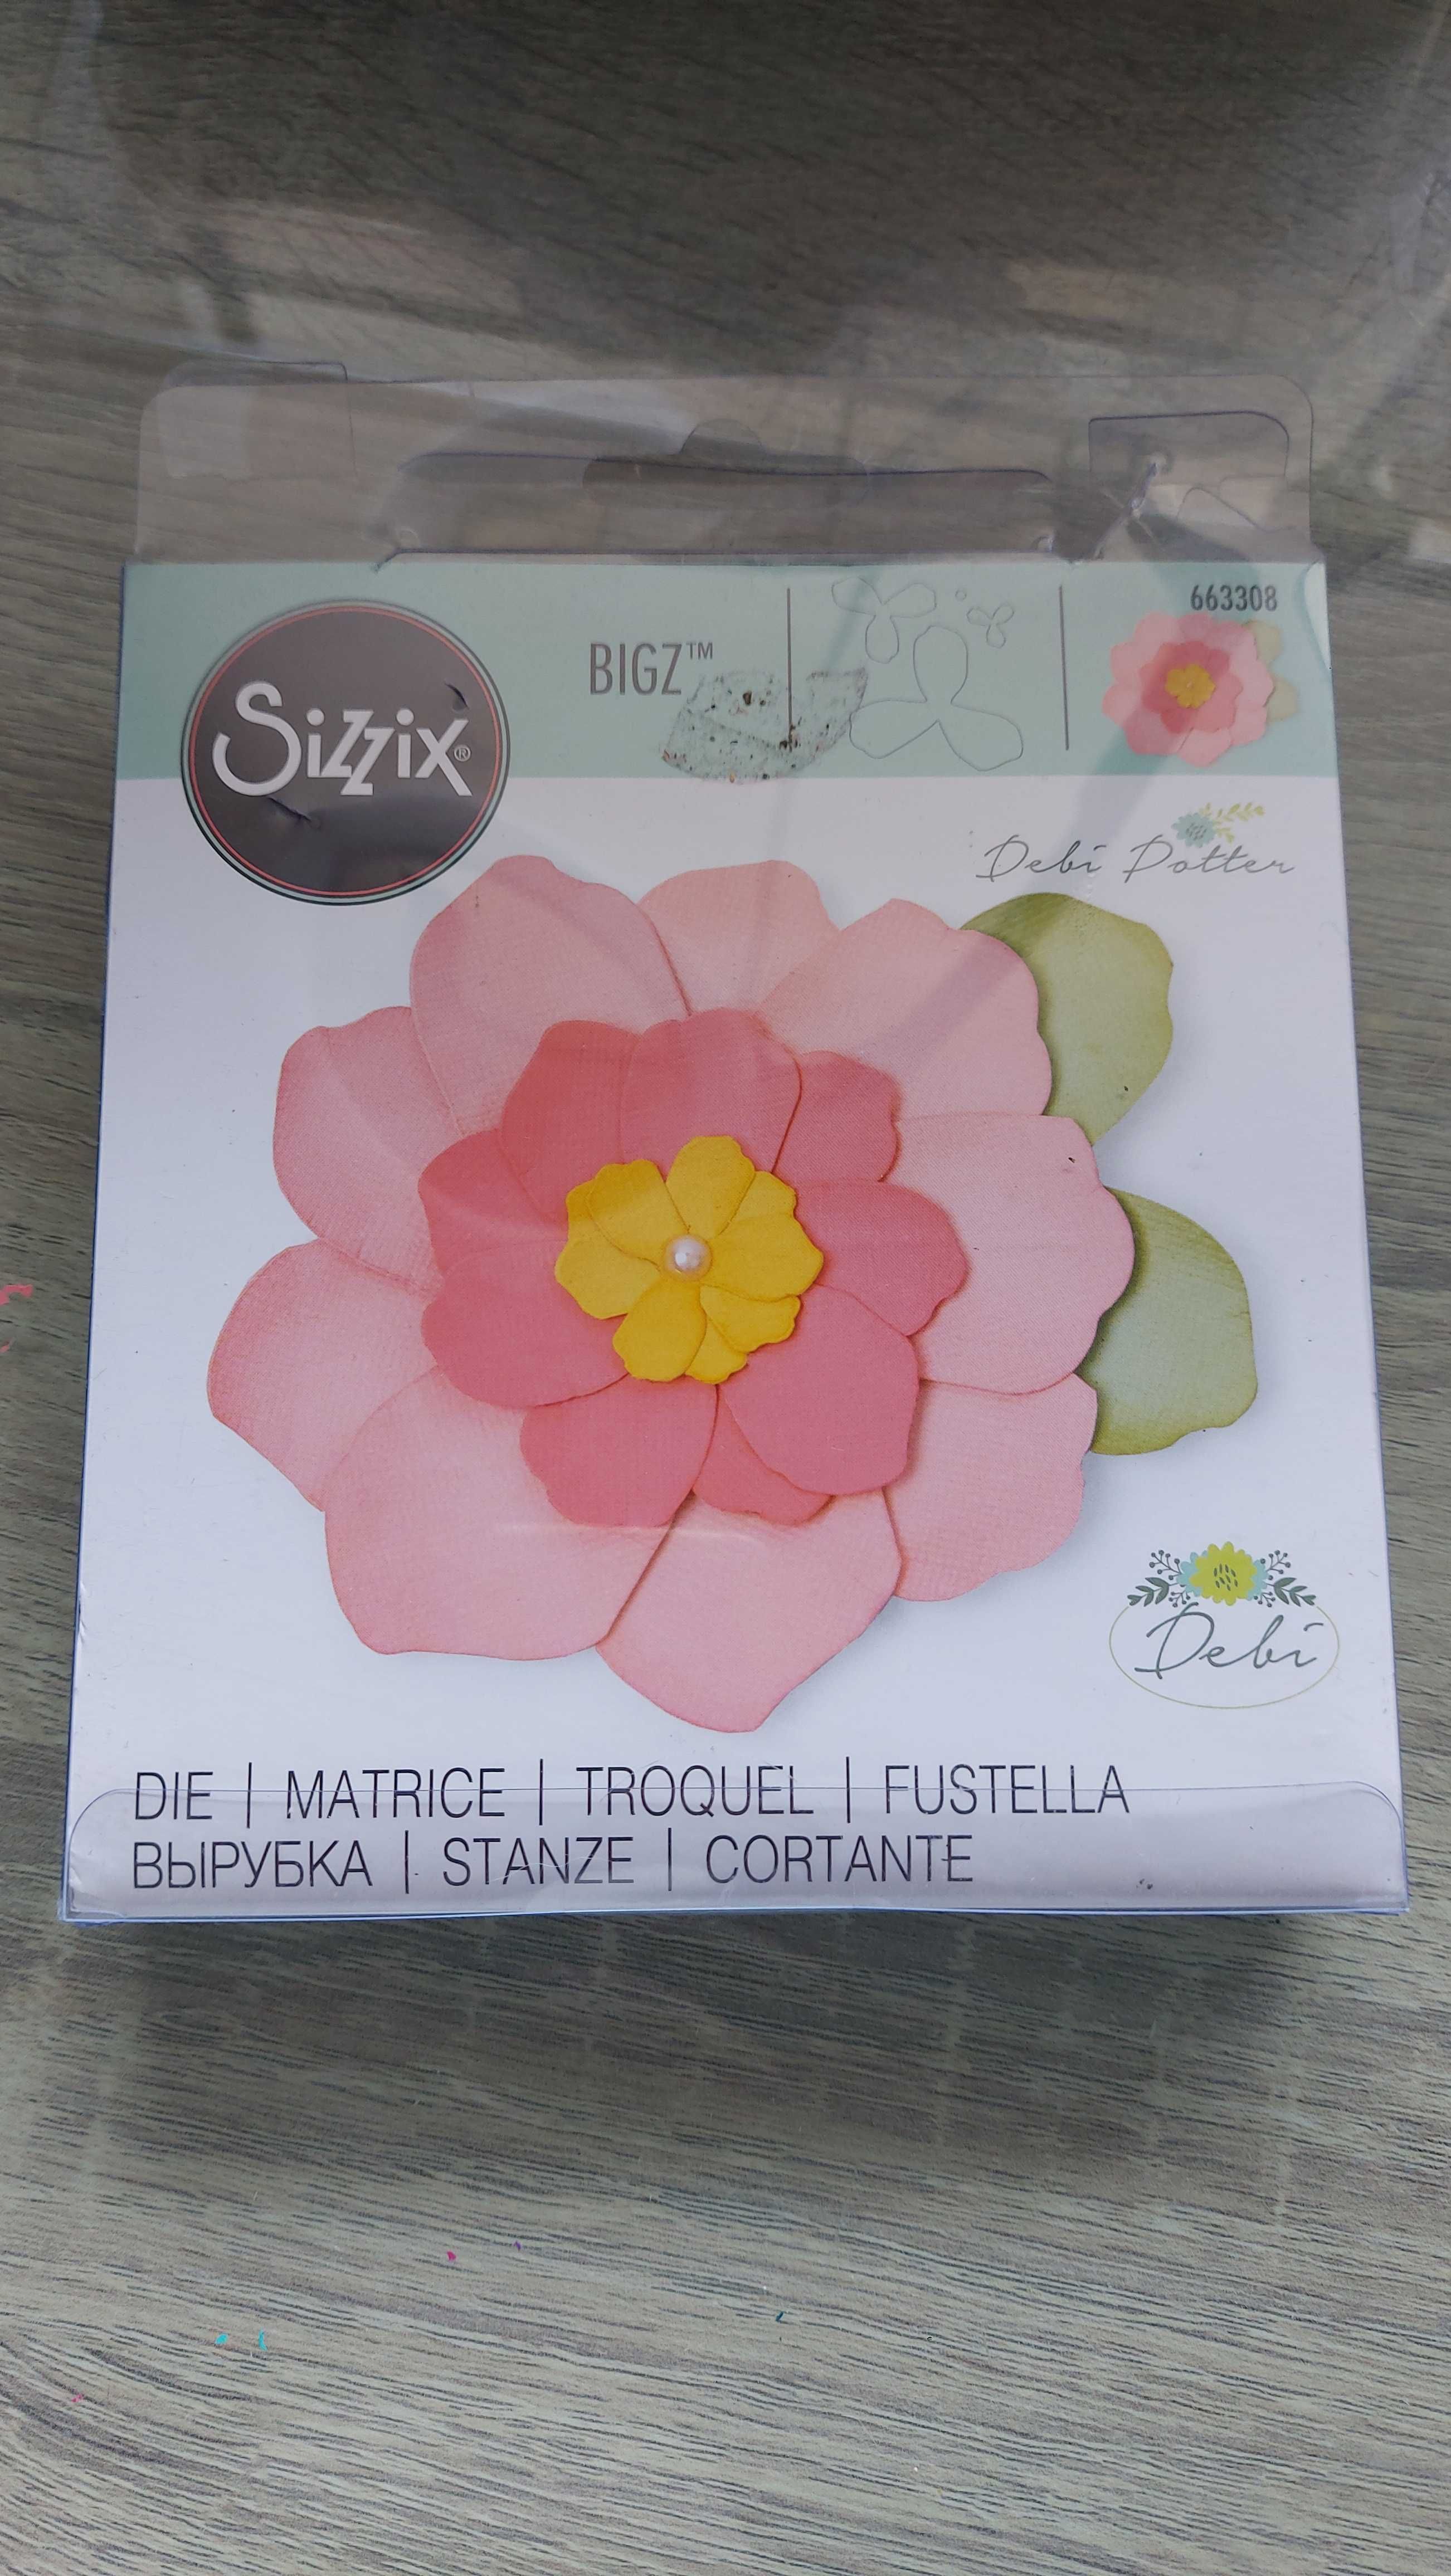 663308
BIGZ™
Sizzix®
Debi Potter
Debi
DIE | MATRICE | TROQUEL | FUSTELLA
ВЫРУБКА | STANZE | CORTANTE